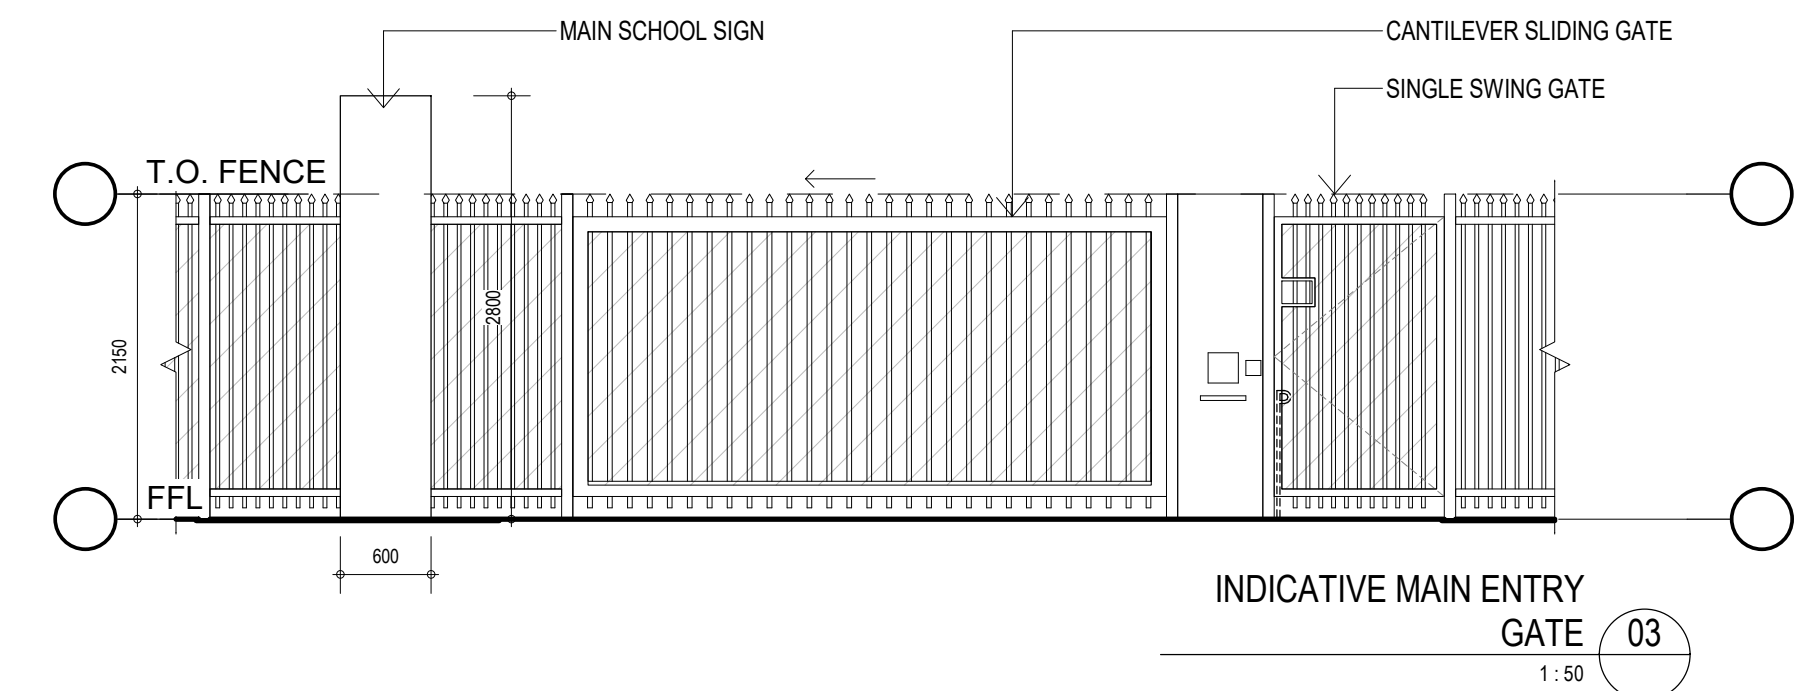 MAIN SCHOOL SIGN
CANTILEVER SLIDING GATE
SINGLE SWING GATE
T.O. FENCE
2800
2150
FFL
600
INDICATIVE MAIN ENTRY
GATE
03
1 : 50